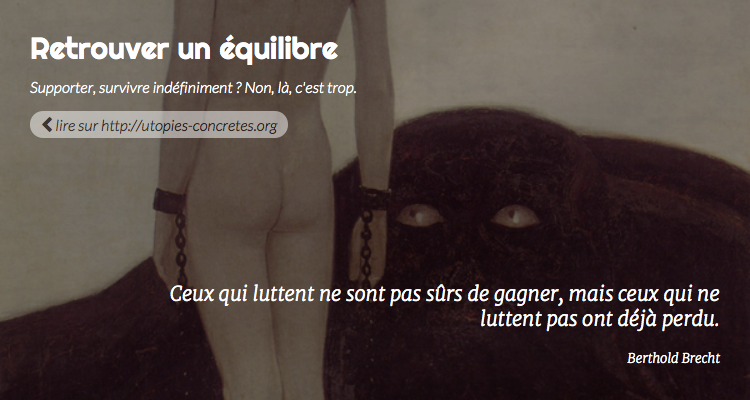 Retrouver un équilibre
Supporter, survivre indéfiniment ? Non, là, c'est trop.
lire sur http://utopies-concretes.org
Ceux qui luttent ne sont pas sûrs de gagner, mais ceux qui ne
luttent pas ont déjà perdu.
Berthold Brecht